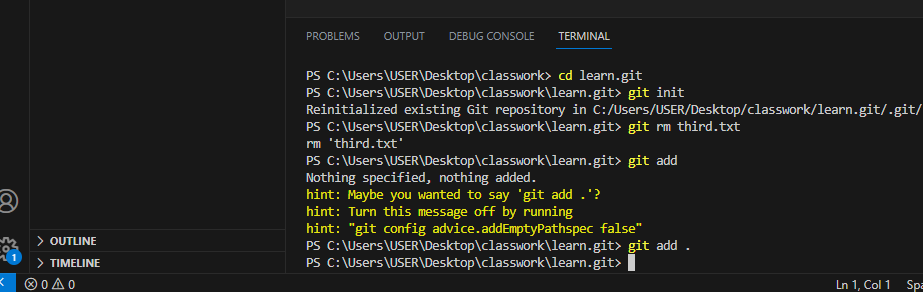 PROBLEMS OUTPUT DEBUG CONSOLE TERMINAL
PS C:\Users\USER\Desktop\classwork> cd learn.git
PS C:\Users\USER\Desktop\classwork\learn.git> git init
Reinitialized existing Git repository in C:/Users/USER/Desktop/classwork/learn.git/.git/
PS C:\Users\USER\Desktop\classwork\learn.git> git rm third.txt
rm 'third.txt'
PS C:\Users\USER\Desktop\classwork\learn.git> git add
Nothing specified, nothing added.
hint: Maybe you wanted to say 'git add .'?
hint: Turn this message off by running
hint: "git config advice.addEmptyPathspec false"
PS C:\Users\USER\Desktop\classwork\learn.git> git add .
PS C:\Users\USER\Desktop\classwork\learn.git>
OUTLINE
1
TIMELINE
0 0
Ln 1, Col 1 Spa